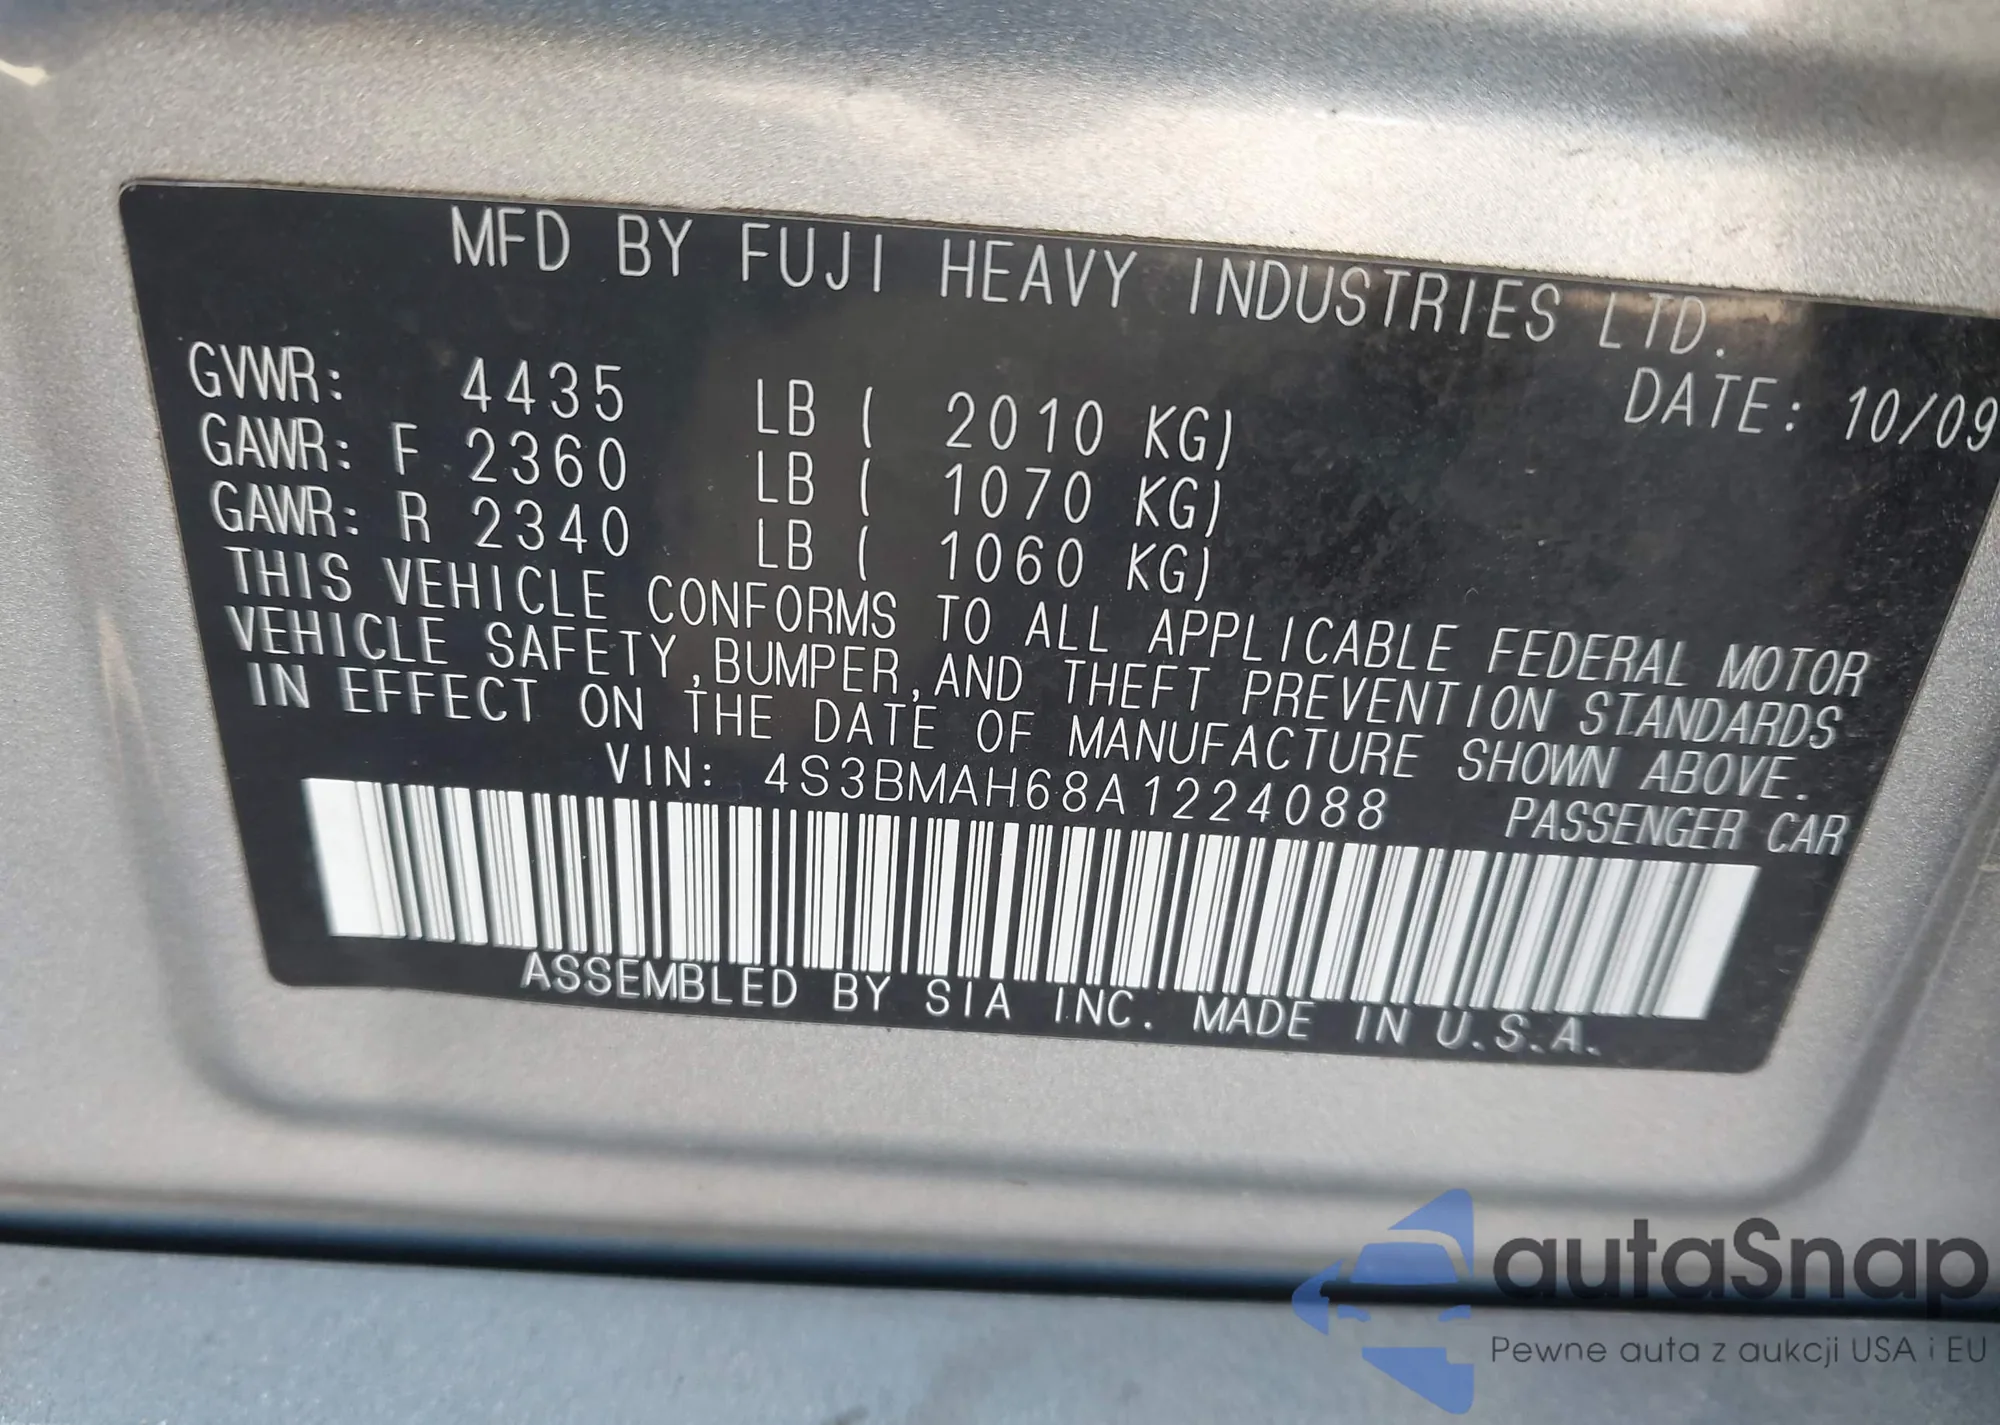 MFD BY FUJI HEAVY INDUSTRIES LTD.
DATE: 10/09
GVWR: 4435 LB ( 2010 KG)
GAWR: F 2360 LB ( 1070 KG)
GAWR: R 2340 LB ( 1060 KG)
THIS VEHICLE CONFORMS TO ALL APPLICABLE FEDERAL MOTOR
VEHICLE SAFETY, BUMPER, AND THEFT PREVENTION STANDARDS
IN EFFECT ON THE DATE OF MANUFACTURE SHOWN ABOVE.
VIN: 4S3BMAH68A1224088 PASSENGER CAR
ASSEMBLED BY SIA INC. MADE IN U.S.A.
autaSnap
Pewne auta z aukcji USA i EU